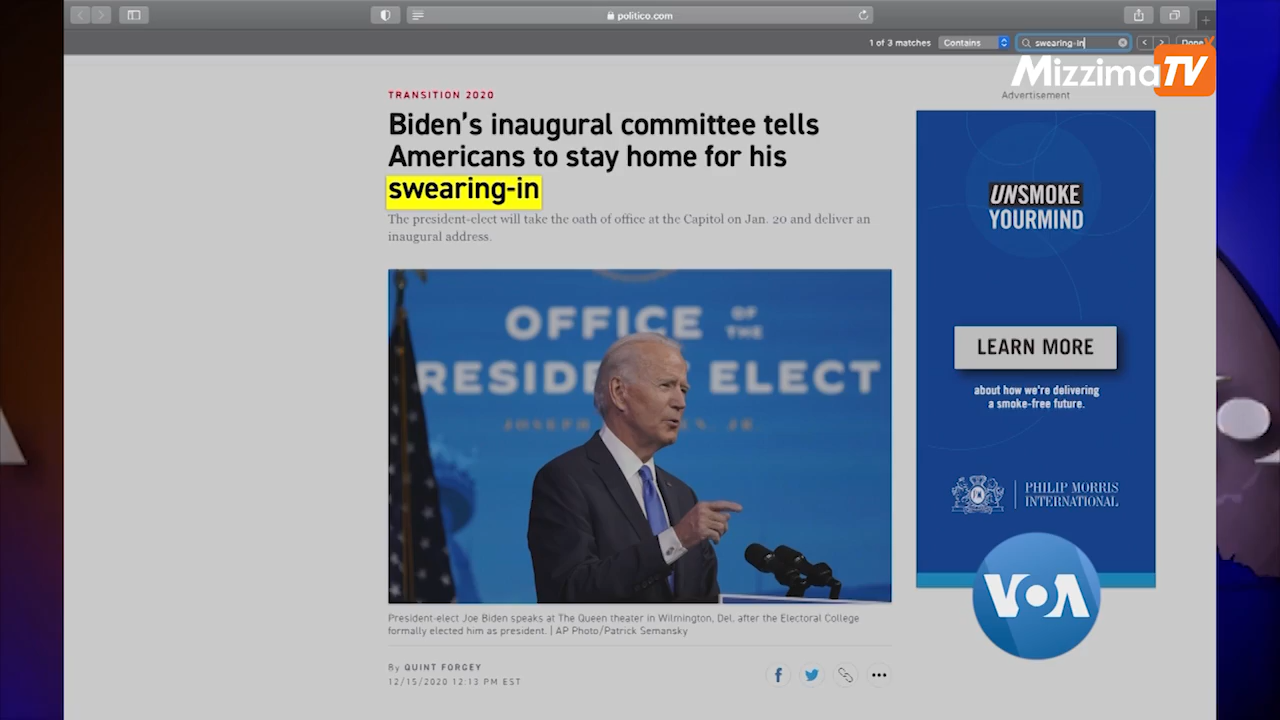 politico.com
1 of 3 matches
Contains
swearing-in
Done
Mizzima TV
TRANSITION 2020
Advertisement
Biden's inaugural committee tells
Americans to stay home for his
swearing-in
The president-elect will take the oath of office at the Capitol on Jan. 20 and deliver an
inaugural address.
OFFICE OF THE
PRESIDENT ELECT
UNSMOKE
YOURMIND
LEARN MORE
about how we're delivering
a smoke-free future.
PHILIP MORRIS
INTERNATIONAL
VOA
President-elect Joe Biden speaks at The Queen theater in Wilmington, Del. after the Electoral College
formally elected him as president. | AP Photo/Patrick Semansky
By QUINT FORGEY
12/15/2020 12:13 PM EST